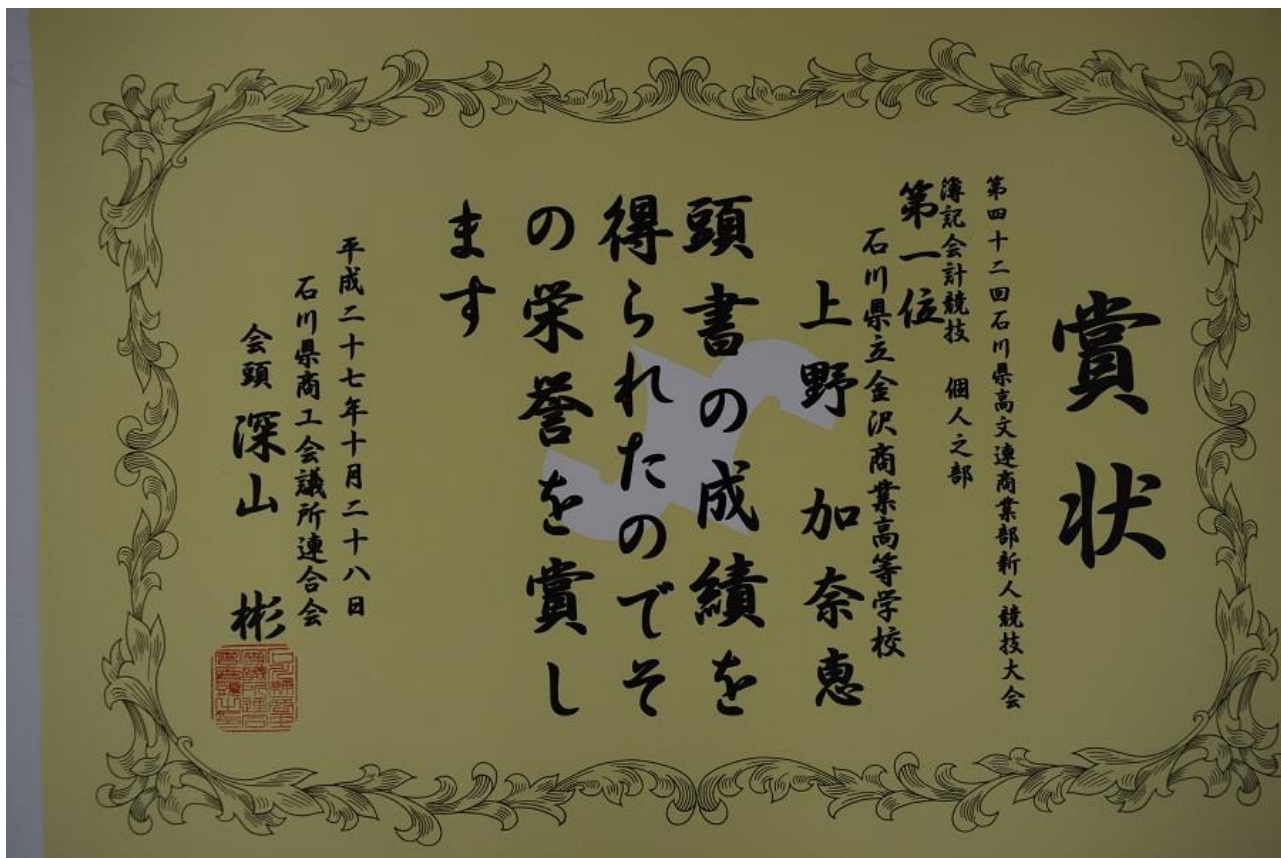 賞状
第四十二回石川県高文連商業部新人競技大会
簿記会計競技　個人之部
第一位
石川県立金沢商業高等学校
上野　加奈恵
頭書の成績を
得られたのでそ
の栄誉を賞し
ます
平成二十七年十月二十八日
石川県商工会議所連合会
会頭　深山　彬